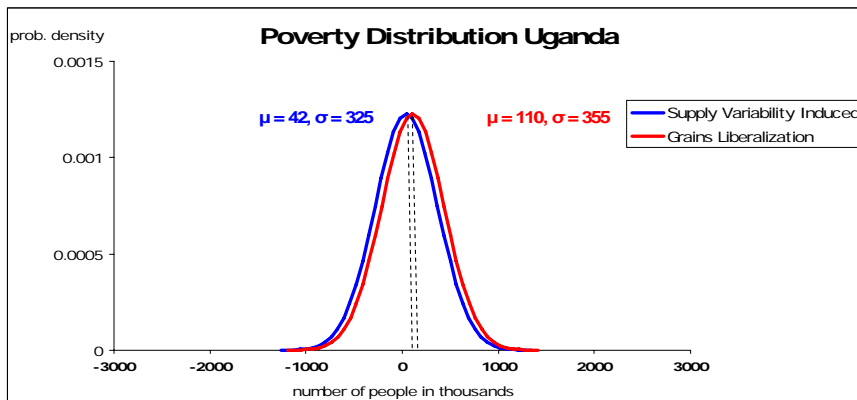 Poverty Distribution Uganda
prob. density
0.0015
μ = 42, σ = 325
μ = 110, σ = 355
Supply Variability Induced
Grains Liberalization
0.001
0.0005
0
-3000
-2000
-1000
0
1000
2000
3000
number of people in thousands